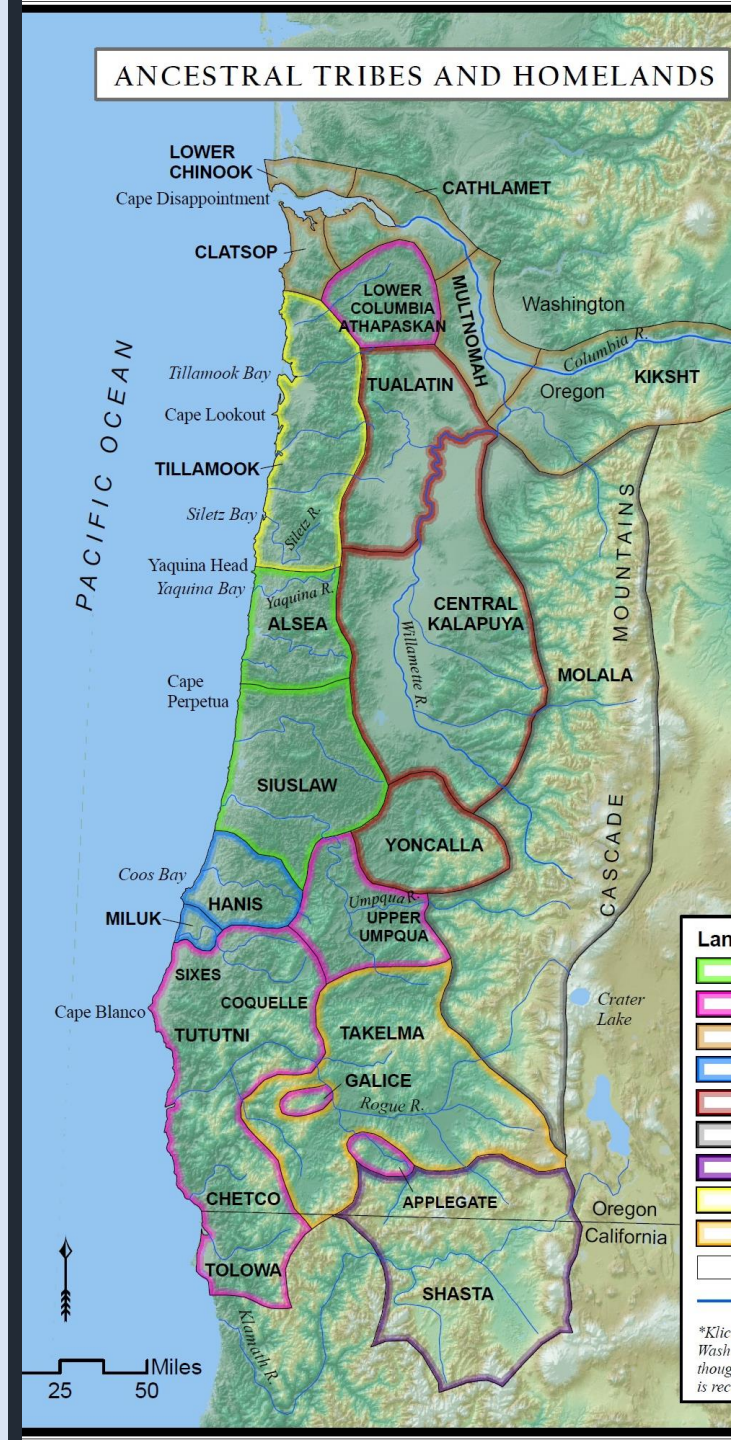 ANCESTRAL TRIBES AND HOMELANDS
LOWER
CHINOOK
Cape Disappointment
CATHLAMET
CLATSOP
LOWER
COLUMBIA
ATHAPASKAN
MULTNOMAH
Washington
Columbia R.
Oregon
KIKSHT
PACIFIC OCEAN
Tillamook Bay
TUALATIN
Cape Lookout
TILLAMOOK
Siletz Bay
Siletz R.
Yaquina Head
Yaquina Bay
Yaquina R.
ALSEA
CENTRAL
KALAPUYA
Willamette R.
CASCADE MOUNTAINS
MOLALA
Cape
Perpetua
SIUSLAW
YONCALLA
Coos Bay
HANIS
Umpqua R.
UPPER
UMPQUA
MILUK
SIXES
COQUELLE
Cape Blanco
TUTUTNI
TAKELMA
Crater
Lake
GALICE
Rogue R.
CHETCO
APPLEGATE
Oregon
California
TOLOWA
SHASTA
Klamath R.
Miles
25 50
Lan
*Klic
Wash
thoug
is rec